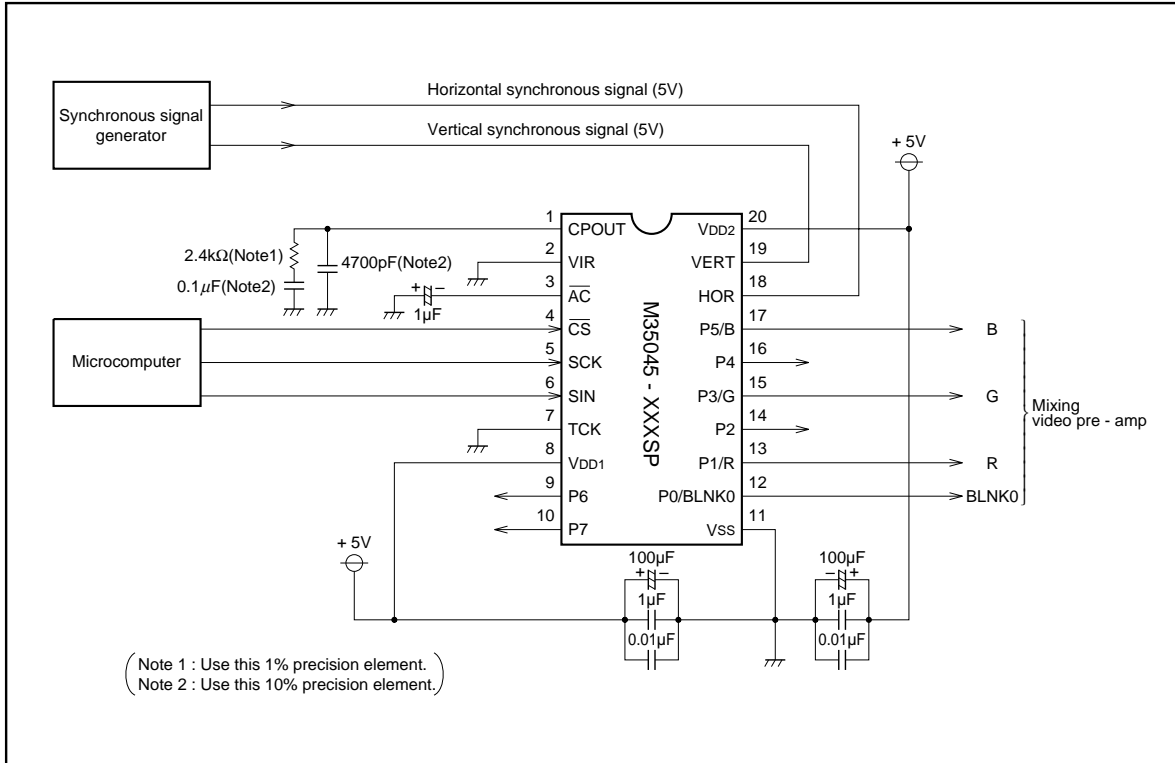 Horizontal synchronous signal (5V)
Synchronous signal
generator
Vertical synchronous signal (5V)
+ 5V
1
CPOUT
VDD2
20
2.4kΩ(Note1)
0.1μF(Note2)
4700pF(Note2)
2
VIR
VERT
19
3
AC
HOR
18
+ –
1μF
4
CS
P5/B
17
B
Microcomputer
5
SCK
P4
16
6
SIN
P3/G
15
G
7
TCK
P2
14
8
VDD1
P1/R
13
R
9
P6
P0/BLNK0
12
BLNK0
10
P7
VSS
11
M35045 - XXXSP
Mixing
video pre - amp
+ 5V
100μF
+ –
1μF
0.01μF
100μF
– +
1μF
0.01μF
Note 1 : Use this 1% precision element.
Note 2 : Use this 10% precision element.